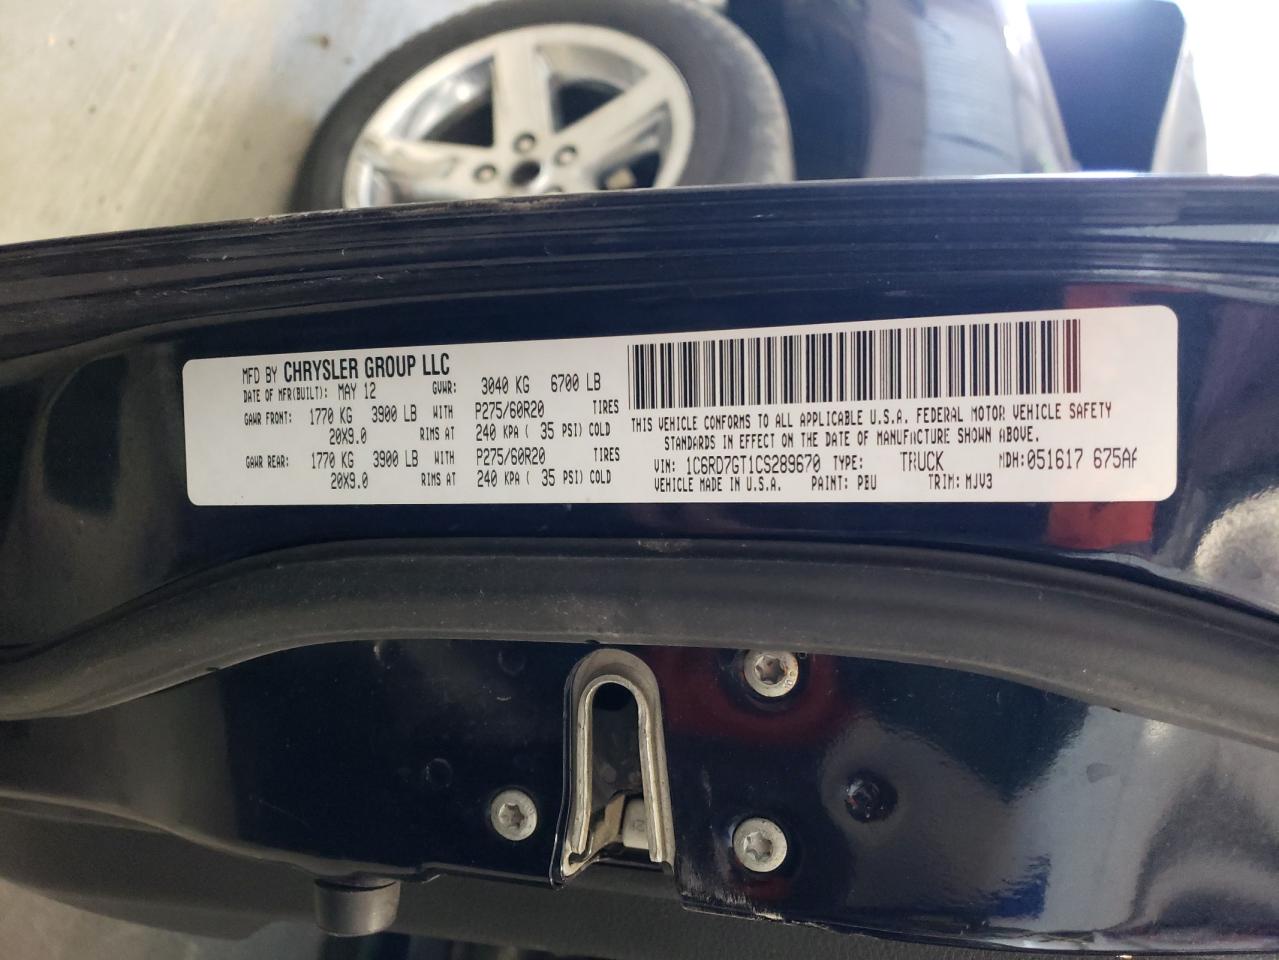 MFD BY CHRYSLER GROUP LLC
DATE OF MFR(BUILT): MAY 12 GVWR: 3040 KG 6700 LB
GAWR FRONT: 1770 KG 3900 LB WITH P275/60R20 TIRES
20X9.0 RIMS AT 240 KPA ( 35 PSI) COLD
GAWR REAR: 1770 KG 3900 LB WITH P275/60R20 TIRES
20X9.0 RIMS AT 240 KPA ( 35 PSI) COLD
THIS VEHICLE CONFORMS TO ALL APPLICABLE U.S.A. FEDERAL MOTOR VEHICLE SAFETY
STANDARDS IN EFFECT ON THE DATE OF MANUFACTURE SHOWN ABOVE.
VIN: 1C6RD7GT1CS289670 TYPE: TRUCK MDH:051617 675AA
VEHICLE MADE IN U.S.A. PAINT: PBU TRIM: MJV3